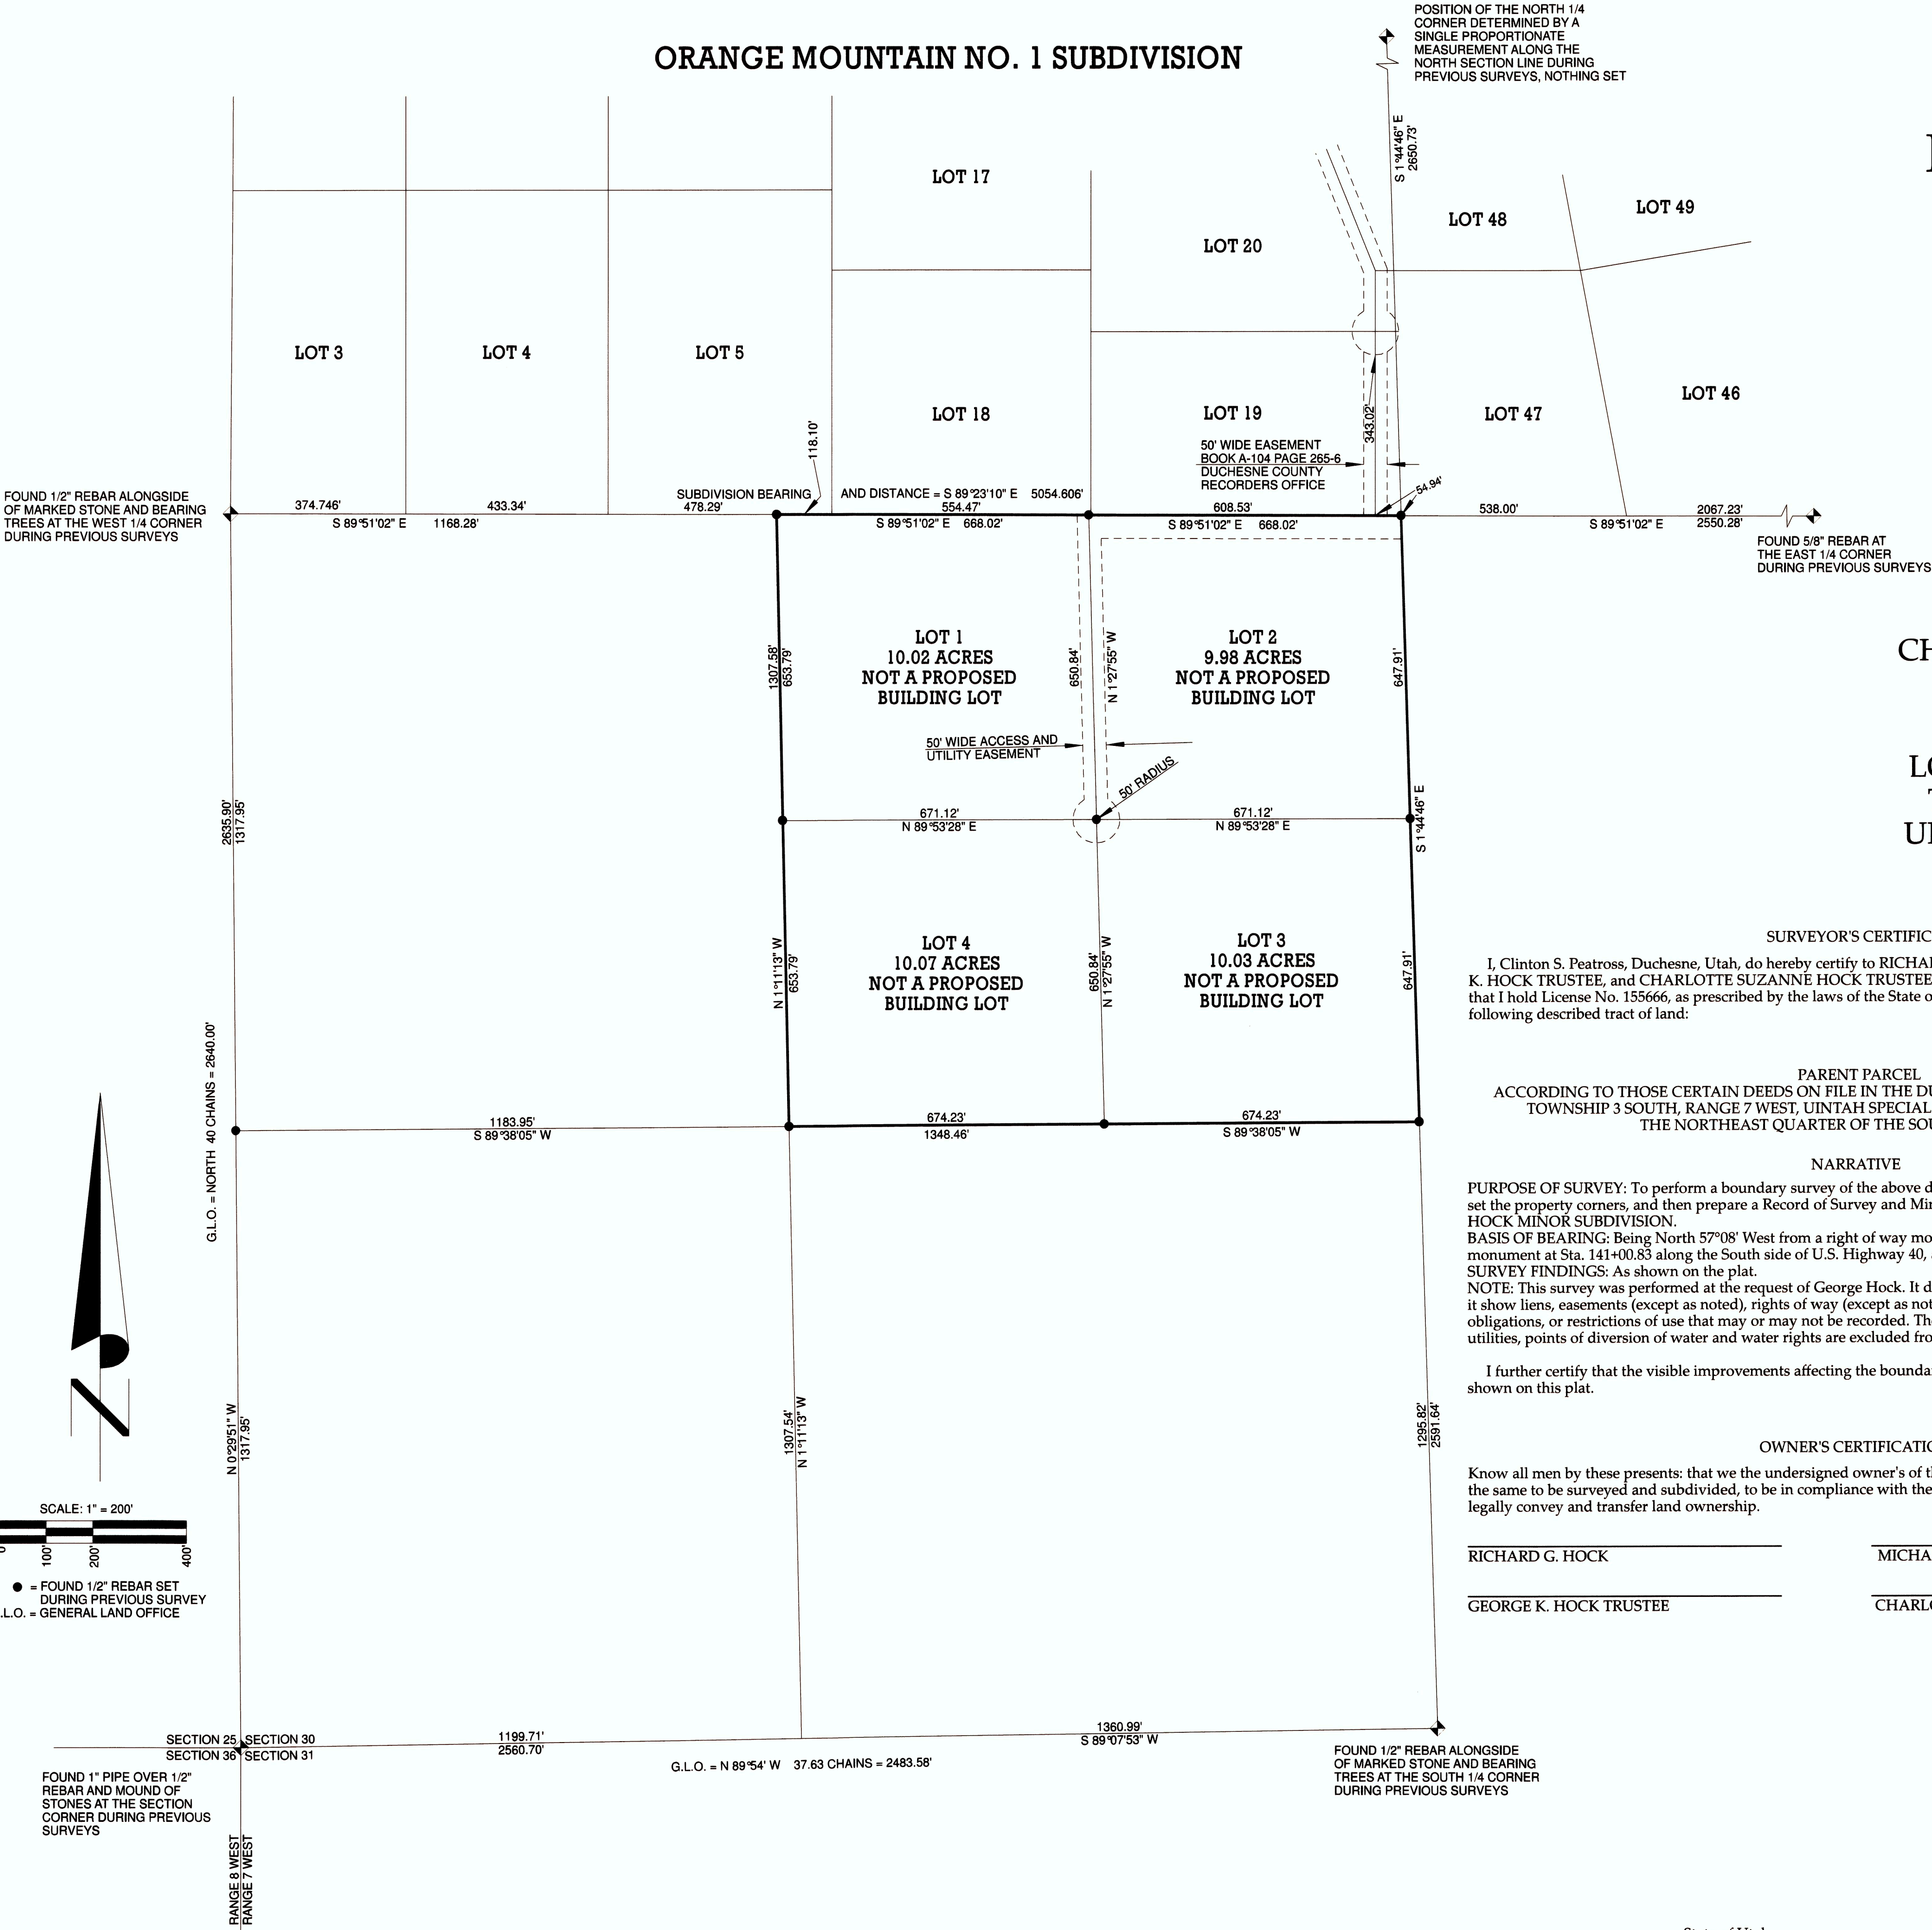 ORANGE MOUNTAIN NO. 1 SUBDIVISION
POSITION OF THE NORTH 1/4
CORNER DETERMINED BY A
SINGLE PROPORTIONATE
MEASUREMENT ALONG THE
NORTH SECTION LINE DURING
PREVIOUS SURVEYS, NOTHING SET
S 1°44'46" E
2650.73'
LOT 17
LOT 20
LOT 48
LOT 49
LOT 3
LOT 4
LOT 5
LOT 18
LOT 19
LOT 47
LOT 46
118.10'
343.02'
50' WIDE EASEMENT
BOOK A-104 PAGE 265-6
DUCHESNE COUNTY
RECORDERS OFFICE
54.94'
FOUND 1/2" REBAR ALONGSIDE
OF MARKED STONE AND BEARING
TREES AT THE WEST 1/4 CORNER
DURING PREVIOUS SURVEYS
SUBDIVISION BEARING AND DISTANCE = S 89°23'10" E 5054.606'
374.746' 433.34' 478.29' 554.47' 608.53' 538.00' 2067.23'
S 89°51'02" E 1168.28' S 89°51'02" E 668.02' S 89°51'02" E 668.02' S 89°51'02" E 2550.28'
FOUND 5/8" REBAR AT
THE EAST 1/4 CORNER
DURING PREVIOUS SURVEYS
LOT 1
10.02 ACRES
NOT A PROPOSED
BUILDING LOT
LOT 2
9.98 ACRES
NOT A PROPOSED
BUILDING LOT
1307.58'
653.79'
650.84'
N 1°27'55" W
647.91'
50' WIDE ACCESS AND
UTILITY EASEMENT
50' RADIUS
2635.90'
1317.95'
671.12'
N 89°53'28" E
671.12'
N 89°53'28" E
S 1°44'46" E
LOT 4
10.07 ACRES
NOT A PROPOSED
BUILDING LOT
LOT 3
10.03 ACRES
NOT A PROPOSED
BUILDING LOT
N 1°11'13" W
653.79'
650.84'
N 1°27'55" W
647.91'
G.L.O. = NORTH 40 CHAINS = 2640.00'
1183.95'
S 89°38'05" W
674.23'
1348.46'
674.23'
S 89°38'05" W
N 0°29'51" W
1317.95'
1307.54'
N 1°11'13" W
1295.82'
2591.64'
N
SCALE: 1" = 200'
0 100' 200' 400'
= FOUND 1/2" REBAR SET
DURING PREVIOUS SURVEY
.L.O. = GENERAL LAND OFFICE
SECTION 25 SECTION 30
SECTION 36 SECTION 31
1199.71'
2560.70'
G.L.O. = N 89°54' W 37.63 CHAINS = 2483.58'
1360.99'
S 89°07'53" W
FOUND 1" PIPE OVER 1/2"
REBAR AND MOUND OF
STONES AT THE SECTION
CORNER DURING PREVIOUS
SURVEYS
FOUND 1/2" REBAR ALONGSIDE
OF MARKED STONE AND BEARING
TREES AT THE SOUTH 1/4 CORNER
DURING PREVIOUS SURVEYS
RANGE 8 WEST
RANGE 7 WEST
CH
LO
UI
SURVEYOR'S CERTIFIC
I, Clinton S. Peatross, Duchesne, Utah, do hereby certify to RICHA
K. HOCK TRUSTEE, and CHARLOTTE SUZANNE HOCK TRUSTEE
that I hold License No. 155666, as prescribed by the laws of the State o
following described tract of land:
PARENT PARCEL
ACCORDING TO THOSE CERTAIN DEEDS ON FILE IN THE DU
TOWNSHIP 3 SOUTH, RANGE 7 WEST, UINTAH SPECIAL
THE NORTHEAST QUARTER OF THE SOU
NARRATIVE
PURPOSE OF SURVEY: To perform a boundary survey of the above d
set the property corners, and then prepare a Record of Survey and Min
HOCK MINOR SUBDIVISION.
BASIS OF BEARING: Being North 57°08' West from a right of way mo
monument at Sta. 141+00.83 along the South side of U.S. Highway 40,
SURVEY FINDINGS: As shown on the plat.
NOTE: This survey was performed at the request of George Hock. It d
it show liens, easements (except as noted), rights of way (except as not
obligations, or restrictions of use that may or may not be recorded. Th
utilities, points of diversion of water and water rights are excluded fro
I further certify that the visible improvements affecting the bounda
shown on this plat.
OWNER'S CERTIFICATIO
Know all men by these presents: that we the undersigned owner's of t
the same to be surveyed and subdivided, to be in compliance with the
legally convey and transfer land ownership.
RICHARD G. HOCK MICHA
GEORGE K. HOCK TRUSTEE CHARLO